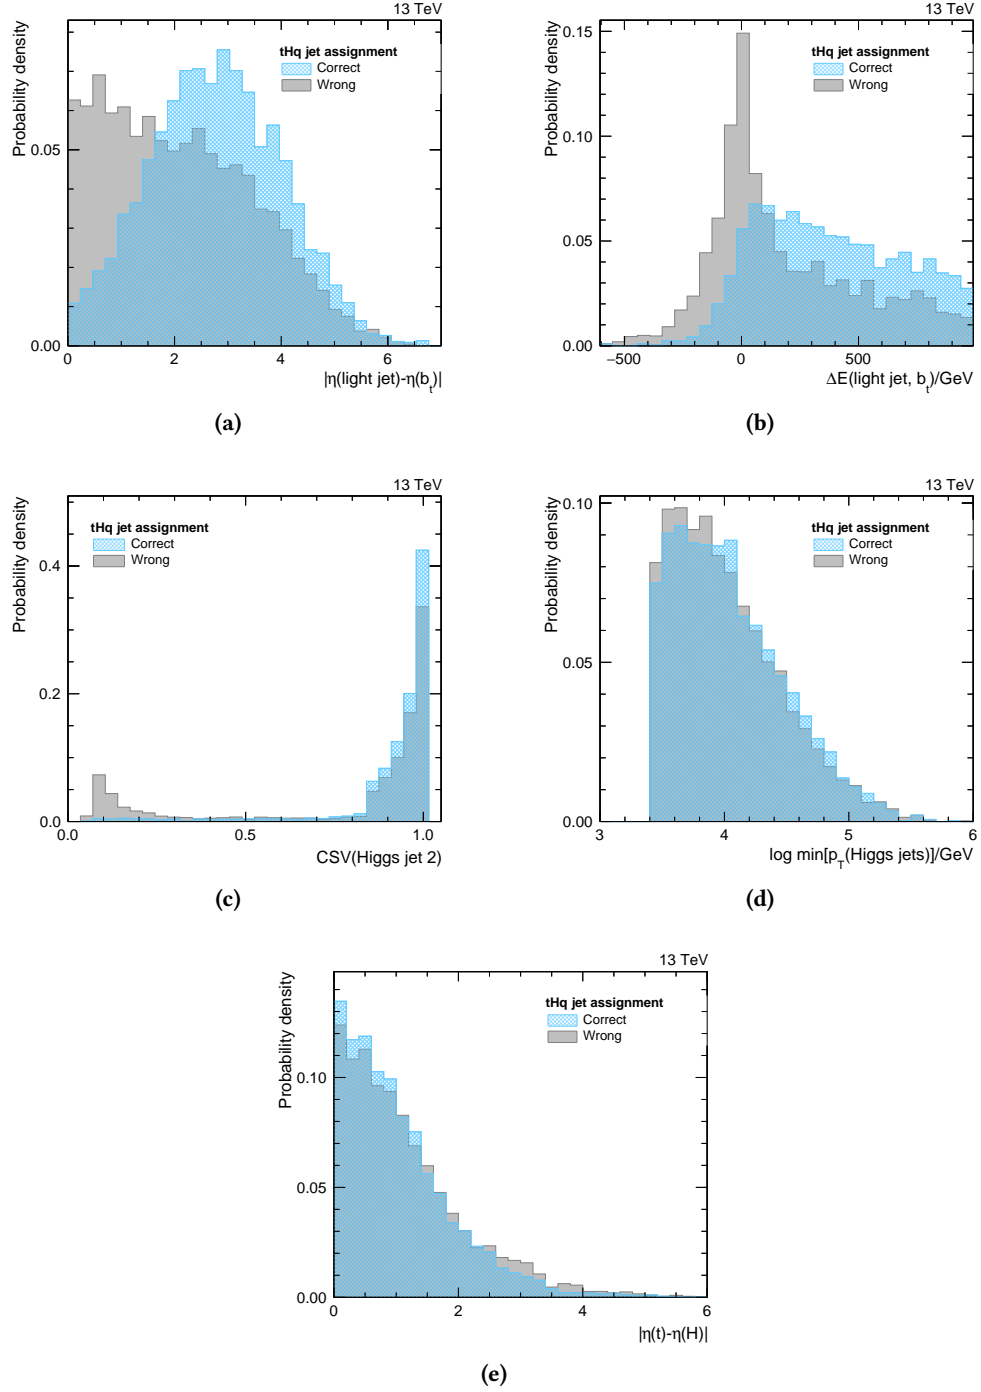 13 TeV
Probability density
tHq jet assignment
Correct
Wrong
0.05
0.00
0 2 4 6
|η(light jet)-η(b_t)|
(a)
13 TeV
Probability density
0.15
tHq jet assignment
Correct
Wrong
0.10
0.05
0.00
−500 0 500
ΔE(light jet, b_t)/GeV
(b)
13 TeV
Probability density
tHq jet assignment
Correct
Wrong
0.4
0.2
0.0
0.0 0.5 1.0
CSV(Higgs jet 2)
(c)
13 TeV
Probability density
0.10
tHq jet assignment
Correct
Wrong
0.05
0.00
3 4 5 6
log min[p_T(Higgs jets)]/GeV
(d)
13 TeV
Probability density
tHq jet assignment
Correct
Wrong
0.10
0.05
0.00
0 2 4 6
|η(t)-η(H)|
(e)